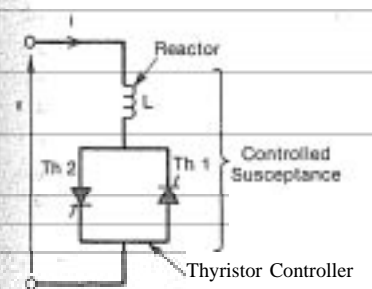 I
Reactor
L
Th 2
Th 1
Controlled
Susceptance
Thyristor Controller